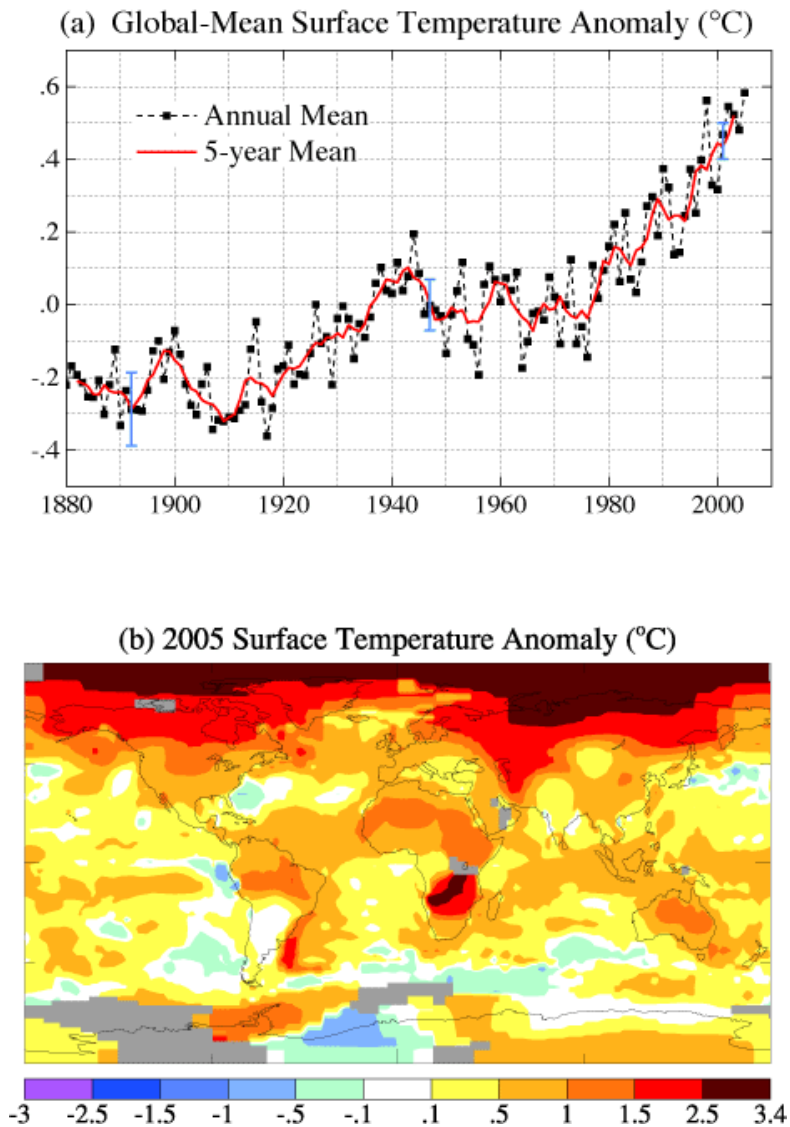 (a) Global-Mean Surface Temperature Anomaly (°C)
.6
.4
.2
.0
-.2
-.4
Annual Mean
5-year Mean
1880 1900 1920 1940 1960 1980 2000
(b) 2005 Surface Temperature Anomaly (°C)
-3 -2.5 -1.5 -1 -.5 -.1 .1 .5 1 1.5 2.5 3.4